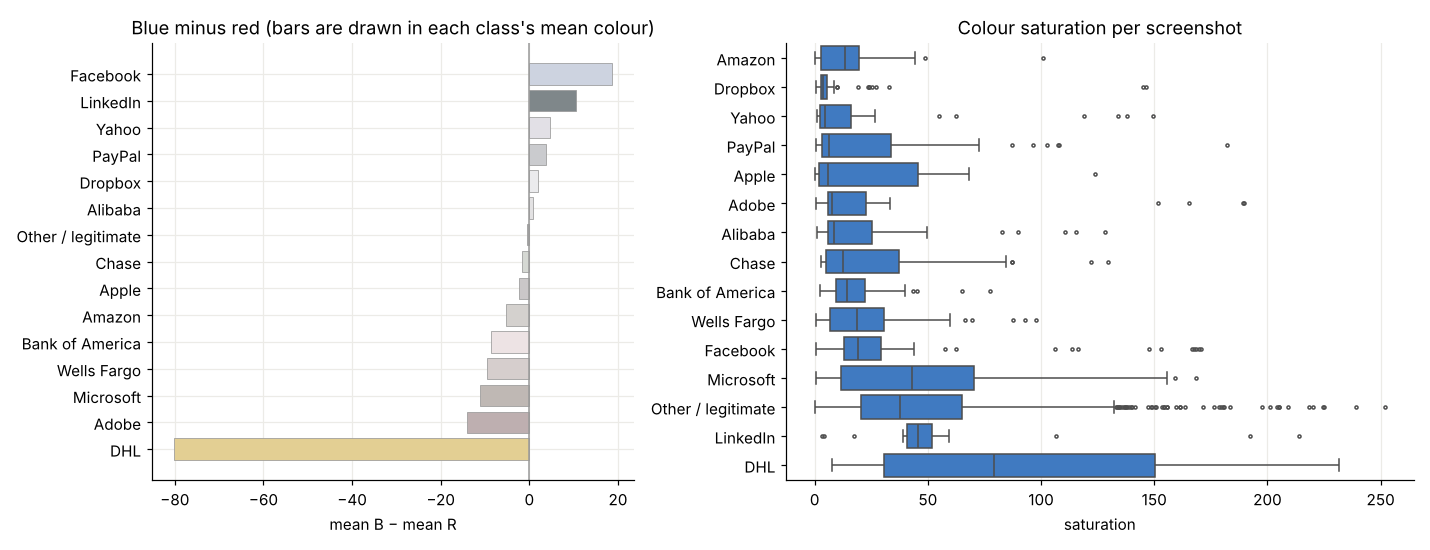 Blue minus red (bars are drawn in each class's mean colour)
Facebook
LinkedIn
Yahoo
PayPal
Dropbox
Alibaba
Other / legitimate
Chase
Apple
Amazon
Bank of America
Wells Fargo
Microsoft
Adobe
DHL
−80 −60 −40 −20 0 20
mean B − mean R
Colour saturation per screenshot
Amazon
Dropbox
Yahoo
PayPal
Apple
Adobe
Alibaba
Chase
Bank of America
Wells Fargo
Facebook
Microsoft
Other / legitimate
LinkedIn
DHL
0 50 100 150 200 250
saturation